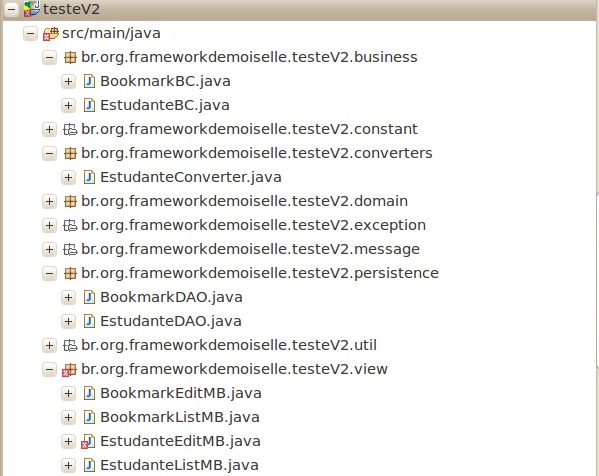 testeV2
src/main/java
br.org.frameworkdemoiselle.testeV2.business
BookmarkBC.java
EstudanteBC.java
br.org.frameworkdemoiselle.testeV2.constant
br.org.frameworkdemoiselle.testeV2.converters
EstudanteConverter.java
br.org.frameworkdemoiselle.testeV2.domain
br.org.frameworkdemoiselle.testeV2.exception
br.org.frameworkdemoiselle.testeV2.message
br.org.frameworkdemoiselle.testeV2.persistence
BookmarkDAO.java
EstudanteDAO.java
br.org.frameworkdemoiselle.testeV2.util
br.org.frameworkdemoiselle.testeV2.view
BookmarkEditMB.java
BookmarkListMB.java
EstudanteEditMB.java
EstudanteListMB.java